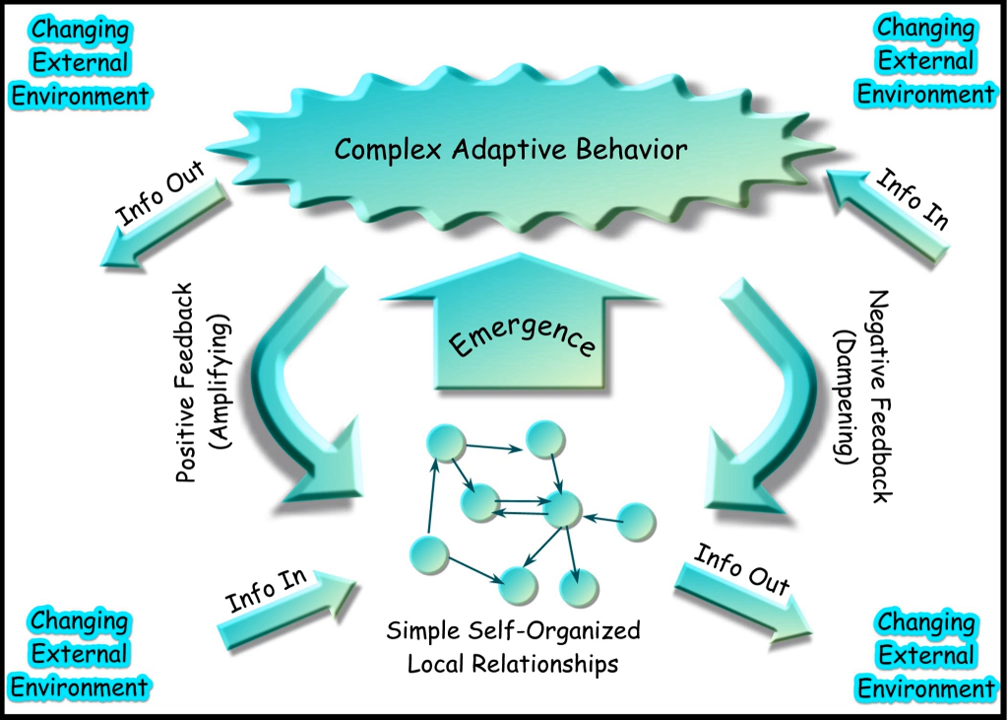 Changing
External
Environment
Changing
External
Environment
Complex Adaptive Behavior
Info Out
Info In
Positive Feedback
(Amplifying)
Emergence
Negative Feedback
(Dampening)
Info In
Info Out
Simple Self-Organized
Local Relationships
Changing
External
Environment
Changing
External
Environment